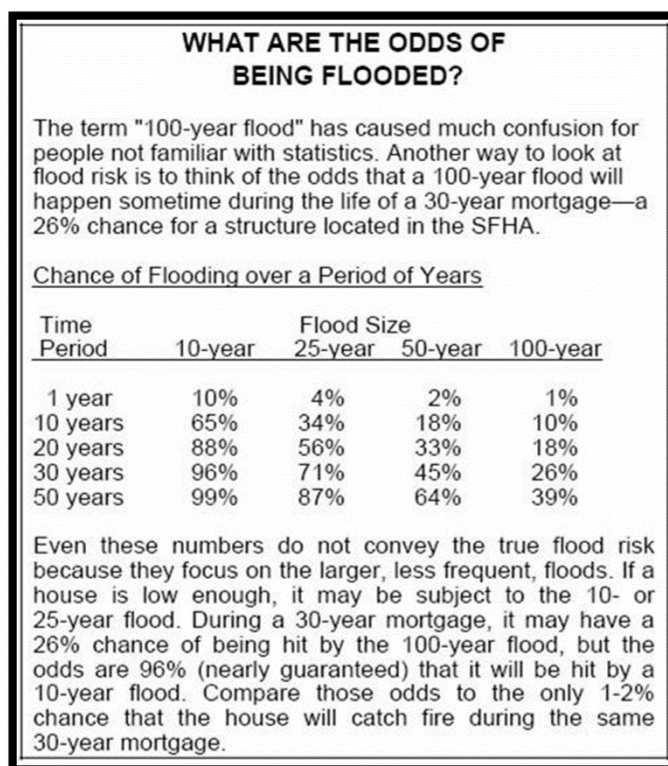 WHAT ARE THE ODDS OF
BEING FLOODED?
The term "100-year flood" has caused much confusion for
people not familiar with statistics. Another way to look at
flood risk is to think of the odds that a 100-year flood will
happen sometime during the life of a 30-year mortgage—a
26% chance for a structure located in the SFHA.
Chance of Flooding over a Period of Years
Time Flood Size
Period 10-year 25-year 50-year 100-year
1 year 10% 4% 2% 1%
10 years 65% 34% 18% 10%
20 years 88% 56% 33% 18%
30 years 96% 71% 45% 26%
50 years 99% 87% 64% 39%
Even these numbers do not convey the true flood risk
because they focus on the larger, less frequent, floods. If a
house is low enough, it may be subject to the 10- or
25-year flood. During a 30-year mortgage, it may have a
26% chance of being hit by the 100-year flood, but the
odds are 96% (nearly guaranteed) that it will be hit by a
10-year flood. Compare those odds to the only 1-2%
chance that the house will catch fire during the same
30-year mortgage.